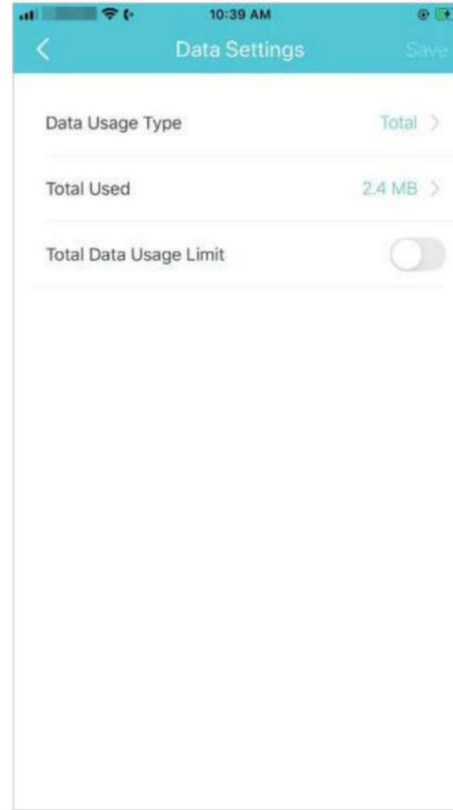 10:39 AM
Data Settings Save
Data Usage Type Total
Total Used 2.4 MB
Total Data Usage Limit